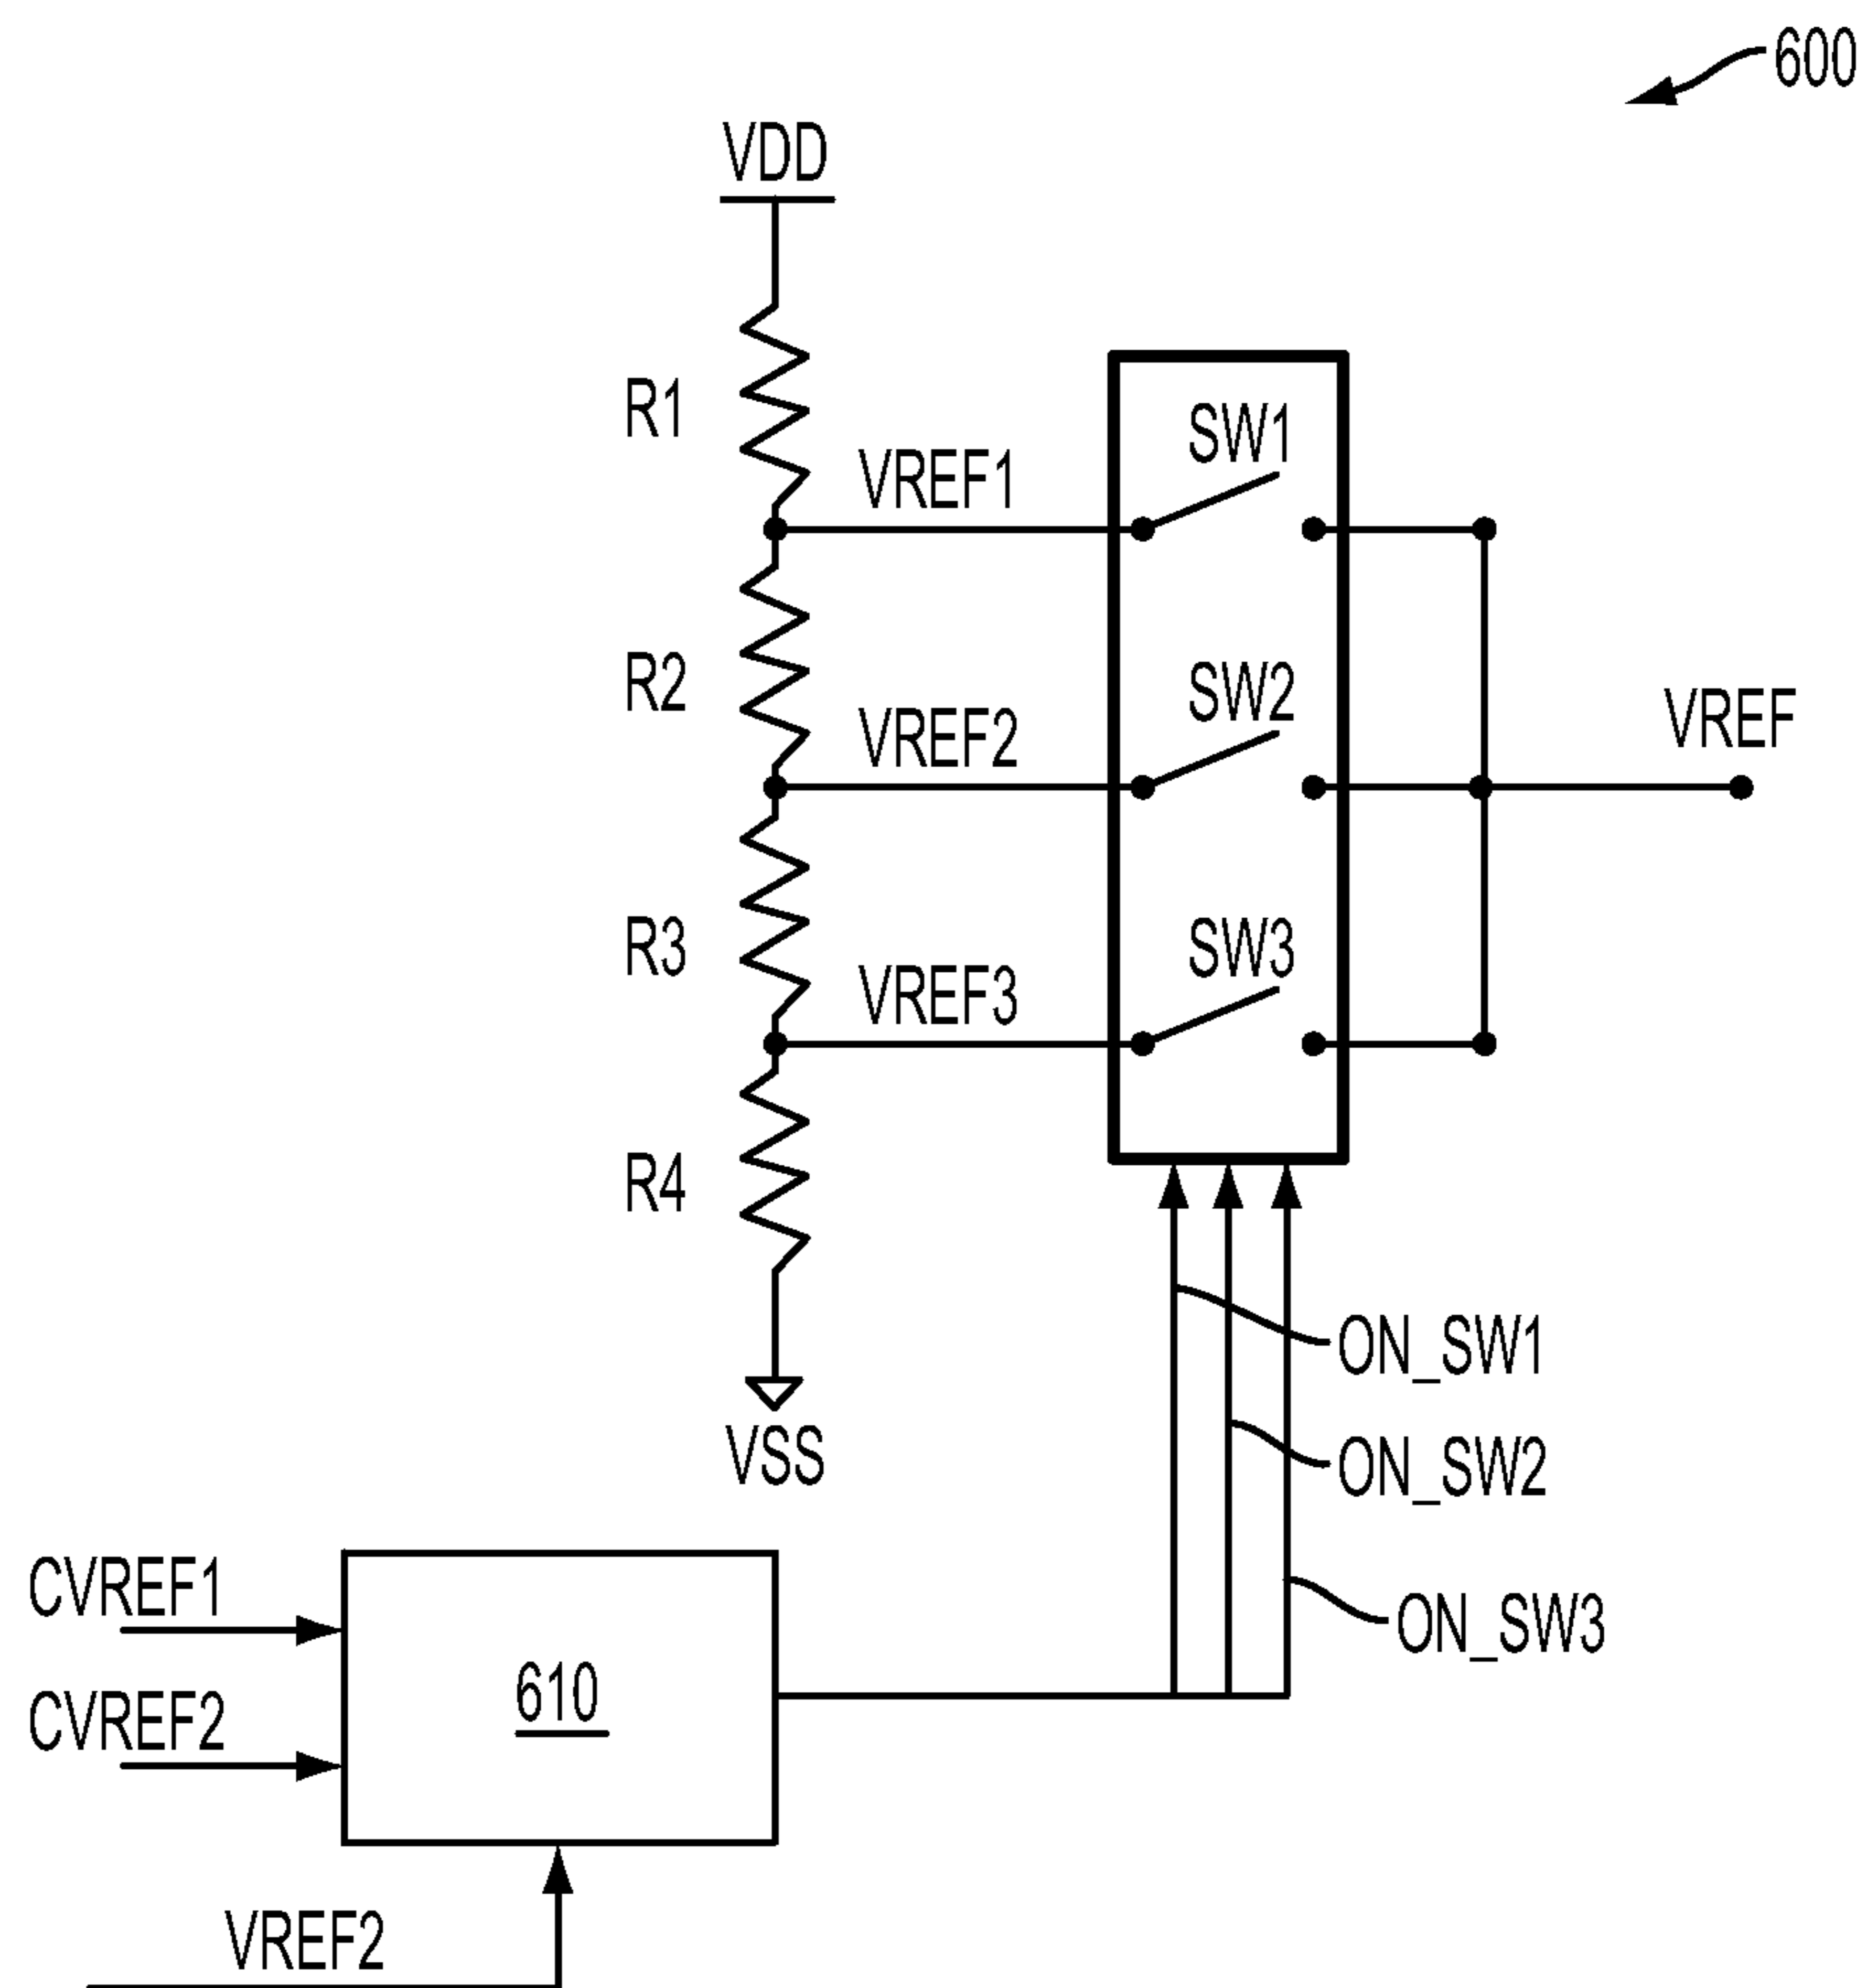 600
VDD
R1
VREF1
SW1
R2
VREF2
SW2
VREF
R3
VREF3
SW3
R4
VSS
ON_SW1
ON_SW2
ON_SW3
CVREF1
CVREF2
610
VREF2